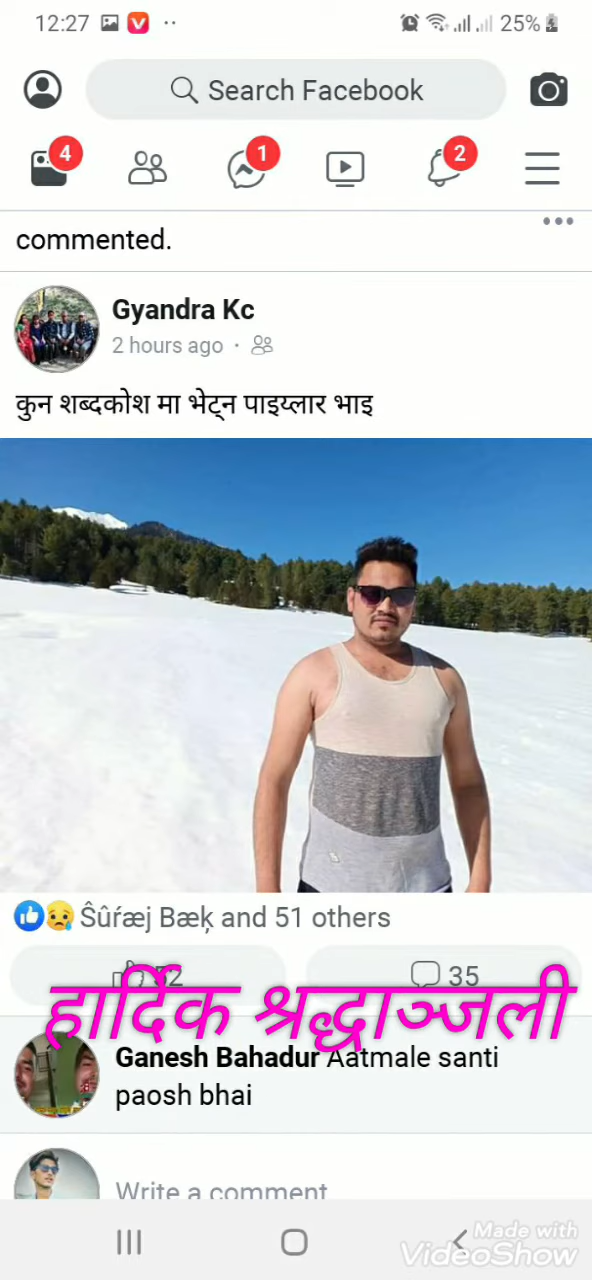 12:27
25%
Search Facebook
4
1
2
commented.
Gyandra Kc
2 hours ago ·
कुन शब्दकोश मा भेट्न पाइय्लार भाइ
Ŝûŕæj Bæķ and 51 others
52
35
हार्दिक श्रद्धाञ्जली
Ganesh Bahadur Aatmale santi
paosh bhai
Write a comment
Made with
VideoShow